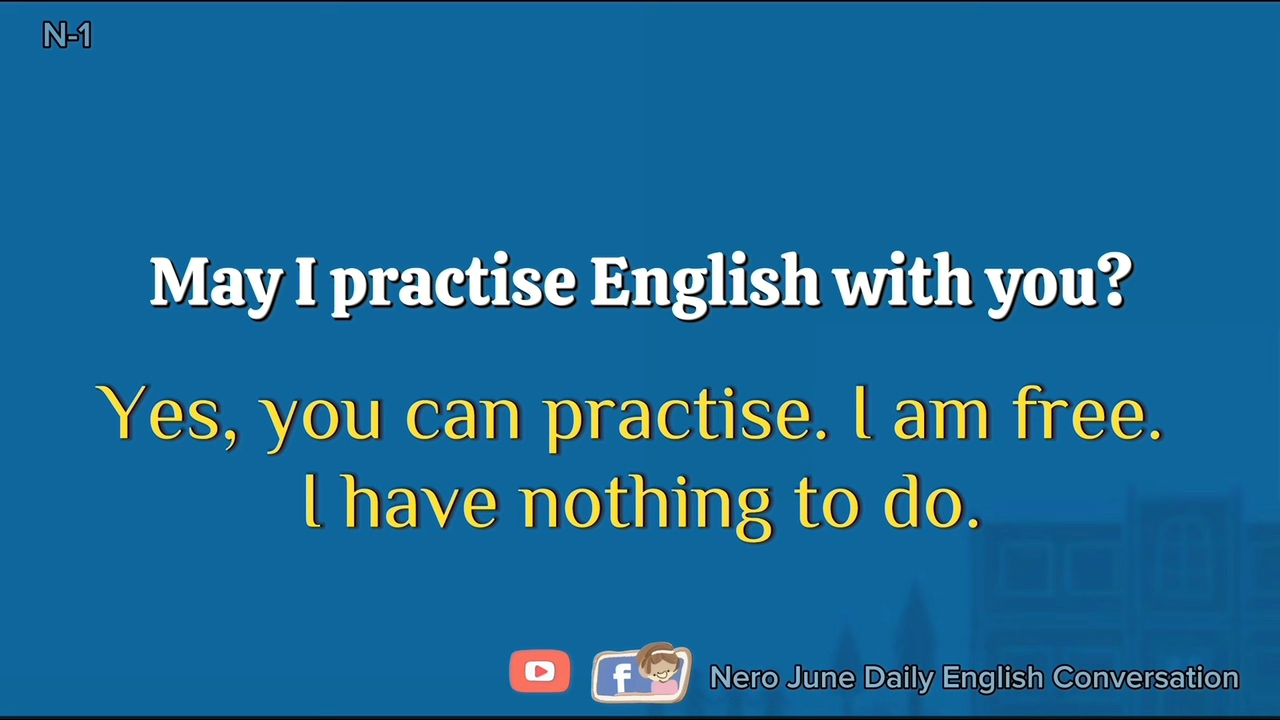 N-1
May I practise English with you?
Yes, you can practise. I am free.
I have nothing to do.
f
Nero June Daily English Conversation